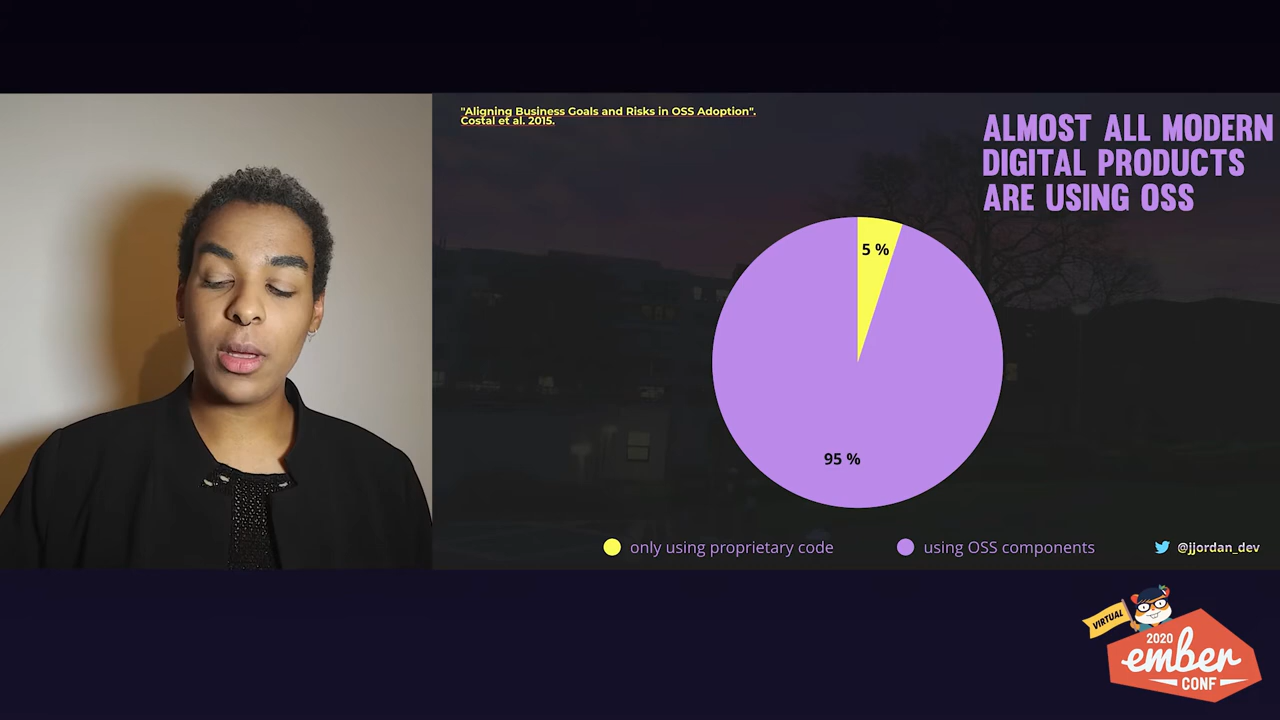 "Aligning Business Goals and Risks in OSS Adoption".
Costal et al. 2015.
ALMOST ALL MODERN
DIGITAL PRODUCTS
ARE USING OSS
5 %
95 %
only using proprietary code
using OSS components
@jjordan_dev
VIRTUAL
2020
ember
CONF